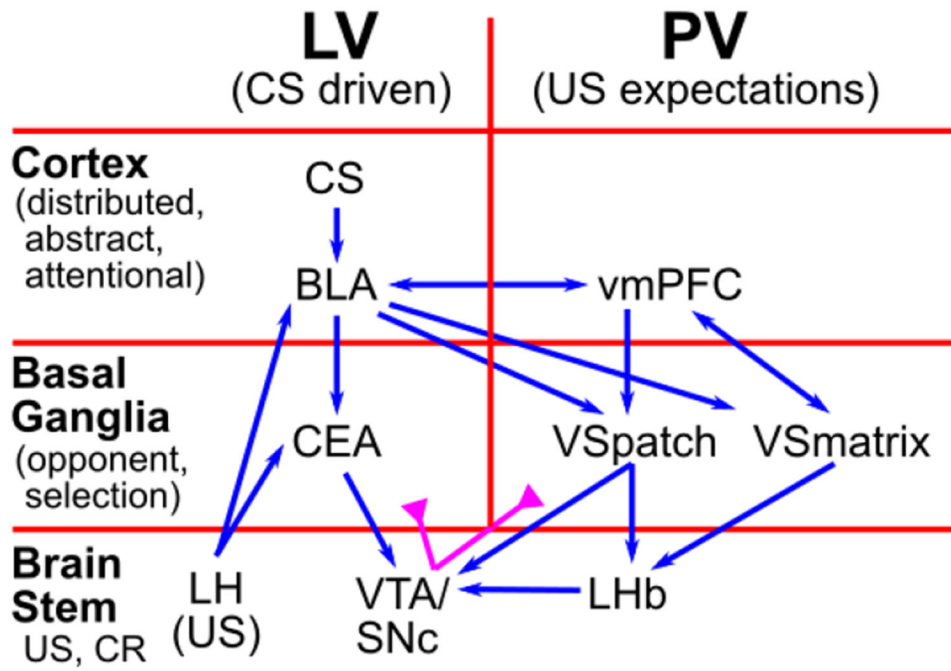 LV
(CS driven)
PV
(US expectations)
Cortex
(distributed,
abstract,
attentional)
CS
BLA
vmPFC
Basal
Ganglia
(opponent,
selection)
CEA
VSpatch
VSmatrix
Brain
Stem
US, CR
LH
(US)
VTA/
SNc
LHb